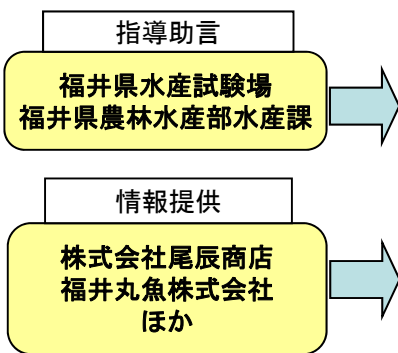 指導助言
福井県水産試験場
福井県農林水産部水産課
情報提供
株式会社尾辰商店
福井丸魚株式会社
ほか